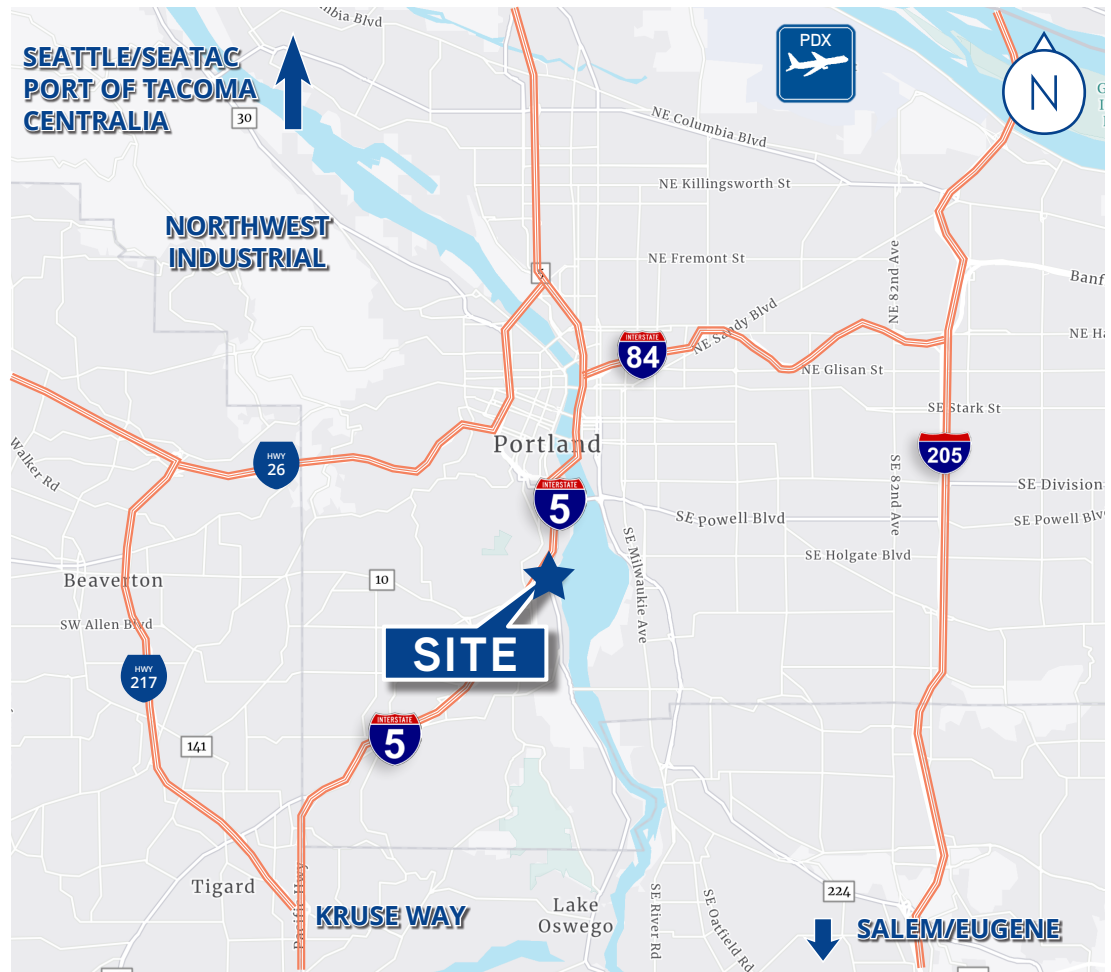 Blvd
SEATTLE/SEATAC
PORT OF TACOMA
CENTRALIA
30
PDX
N
NE Columbia Blvd
NE Killingsworth St
NORTHWEST
INDUSTRIAL
NE Fremont St
NE 82nd Ave
5
NE Sandy Blvd
INTERSTATE
84
NE Glisan St
SE Stark St
Portland
205
Walker Rd
HWY
26
SE Division
INTERSTATE
5
SE Powell Blvd
SE 82nd Ave
SE Powell Blv
SE Holgate Blvd
SE Milwaukie Ave
10
Beaverton
SW Allen Blvd
SITE
HWY
217
INTERSTATE
5
141
Tigard
Pacific Hwy
KRUSE WAY
Lake
Oswego
SE River Rd
SE Oatfield Rd
224
SALEM/EUGENE